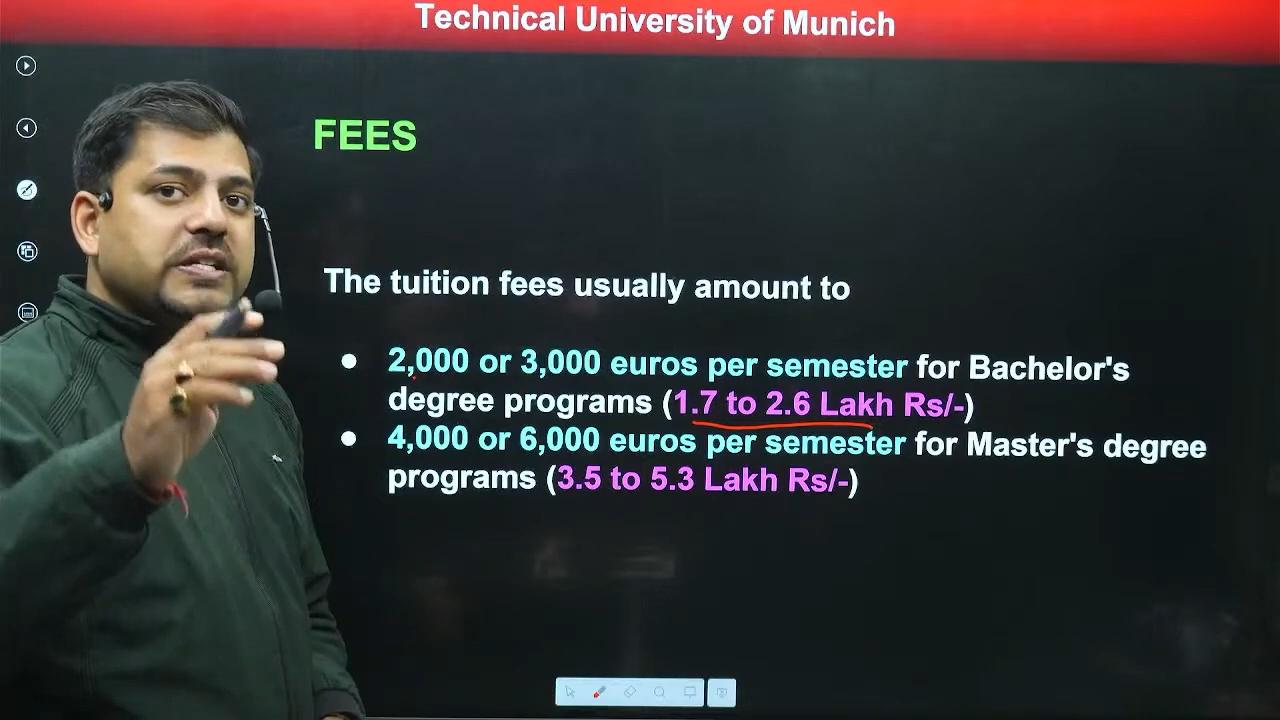 Technical University of Munich
FEES
The tuition fees usually amount to
● 2,000 or 3,000 euros per semester for Bachelor's
degree programs (1.7 to 2.6 Lakh Rs/-)
● 4,000 or 6,000 euros per semester for Master's degree
programs (3.5 to 5.3 Lakh Rs/-)